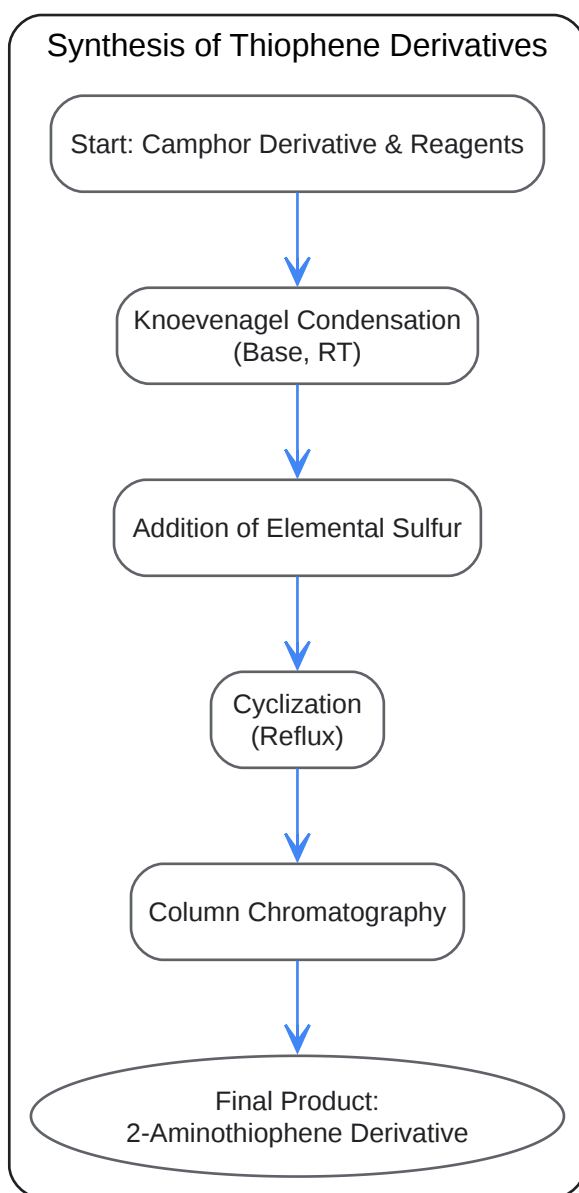 Synthesis of Thiophene Derivatives
Start: Camphor Derivative & Reagents
Knoevenagel Condensation
(Base, RT)
Addition of Elemental Sulfur
Cyclization
(Reflux)
Column Chromatography
Final Product:
2-Aminothiophene Derivative